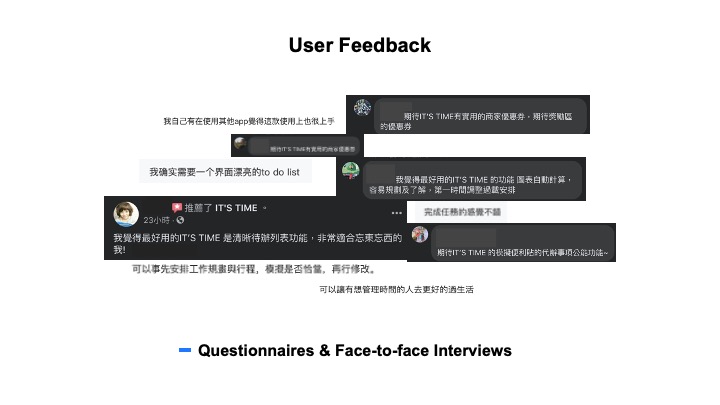 User Feedback
我自己有在使用其他app覺得這款使用上也很上手
期待IT'S TIME有實用的商家優惠券，期待獎勵區
的優惠券
期待IT'S TIME有實用的商家優惠券
我确实需要一个界面漂亮的to do list
我覺得最好用的IT'S TIME 的功能 圖表自動計算，
容易規劃及了解，第一時間調整過載安排
推薦了 IT'S TIME 。
23小時 ·
我覺得最好用的IT'S TIME 是清晰待辦列表功能，非常適合忘東忘西的
我!
完成任務的感覺不錯
期待IT'S TIME 的模擬便利貼的代辦事項公能功能~
可以事先安排工作規畫與行程，模擬是否恰當，再行修改。
可以讓有想管理時間的人去更好的過生活
Questionnaires & Face-to-face Interviews